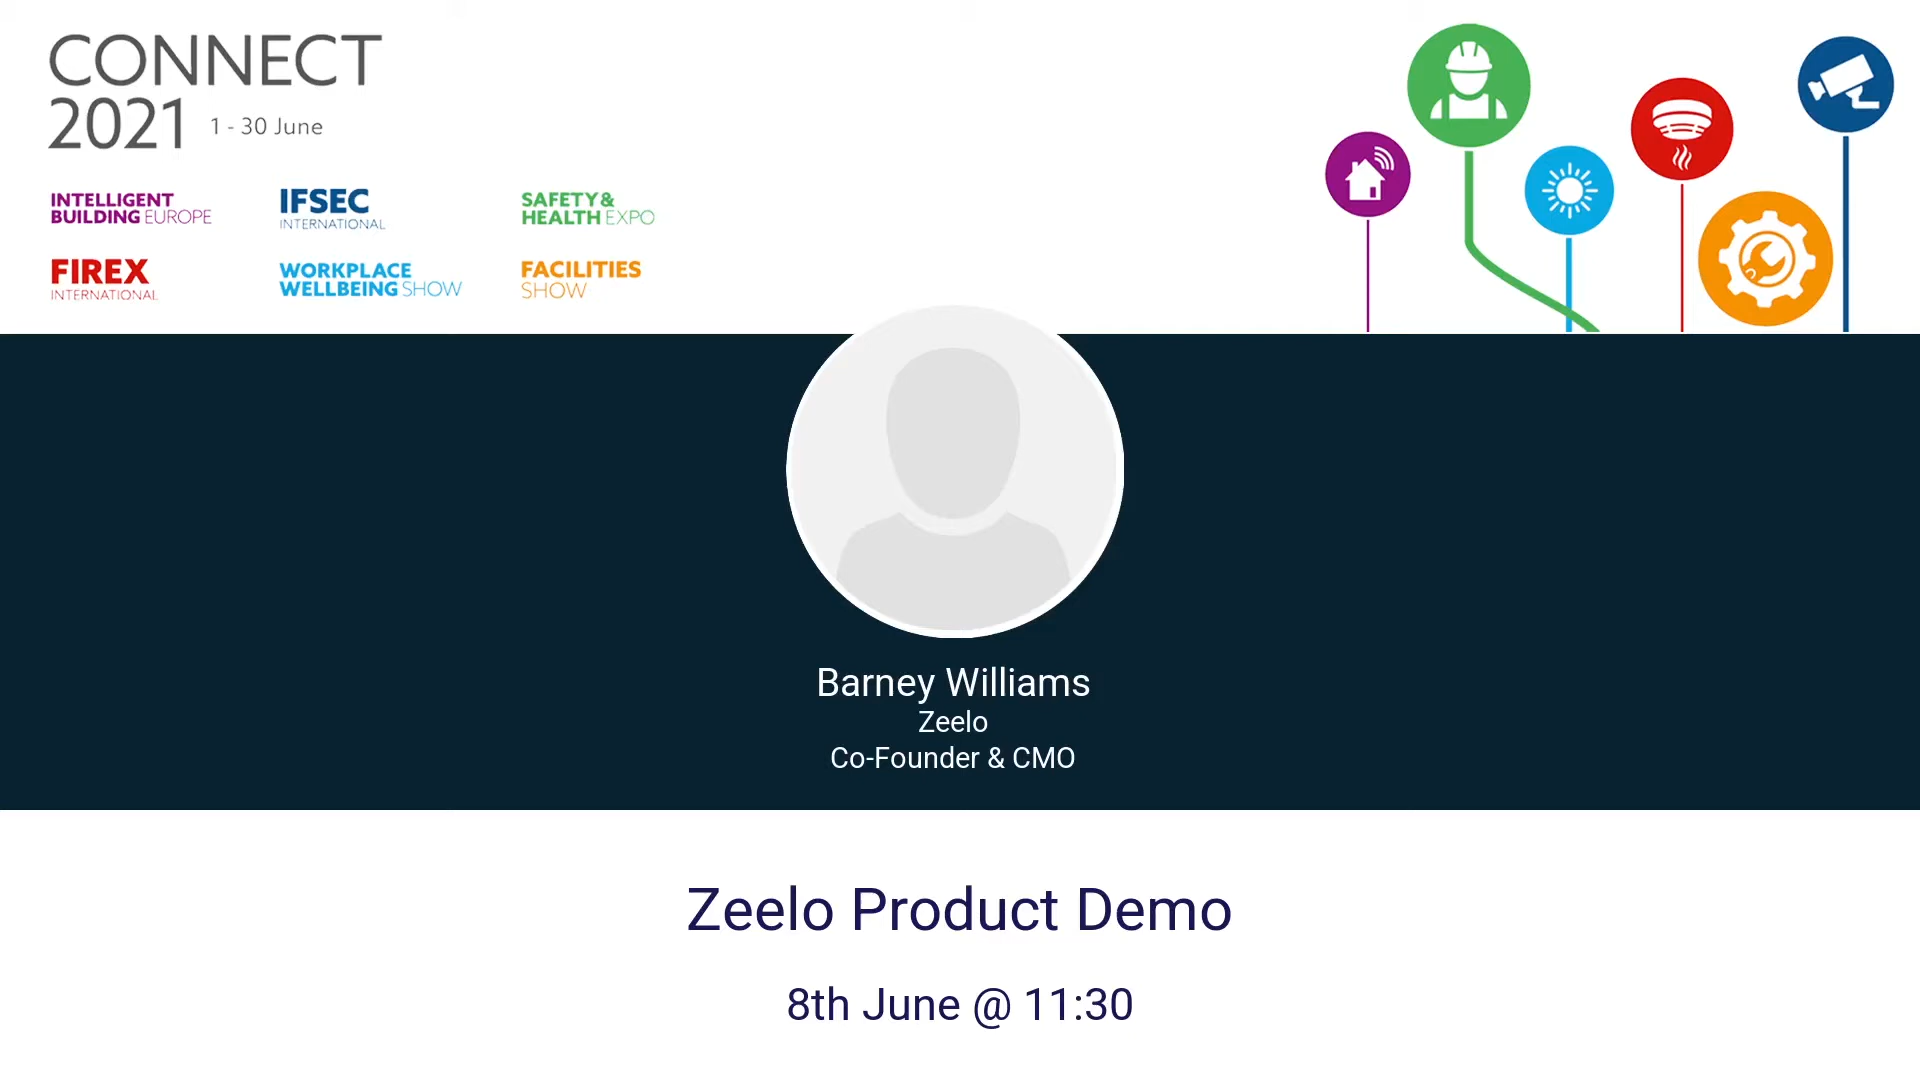 CONNECT
2021 1 - 30 June
INTELLIGENT
BUILDING EUROPE
IFSEC
INTERNATIONAL
SAFETY &
HEALTH EXPO
FIREX
INTERNATIONAL
WORKPLACE
WELLBEING SHOW
FACILITIES
SHOW
Barney Williams
Zeelo
Co-Founder & CMO
Zeelo Product Demo
8th June @ 11:30